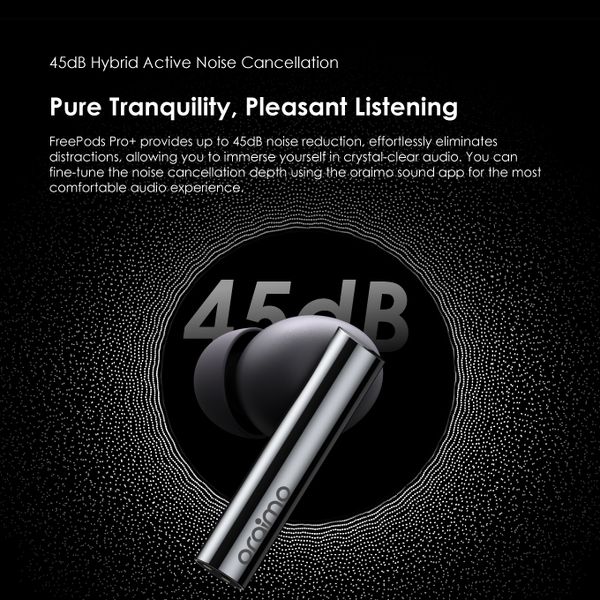 45dB Hybrid Active Noise Cancellation
Pure Tranquility, Pleasant Listening
FreePods Pro+ provides up to 45dB noise reduction, effortlessly eliminates
distractions, allowing you to immerse yourself in crystal-clear audio. You can
fine-tune the noise cancellation depth using the oraimo sound app for the most
comfortable audio experience.
45dB
oraimo